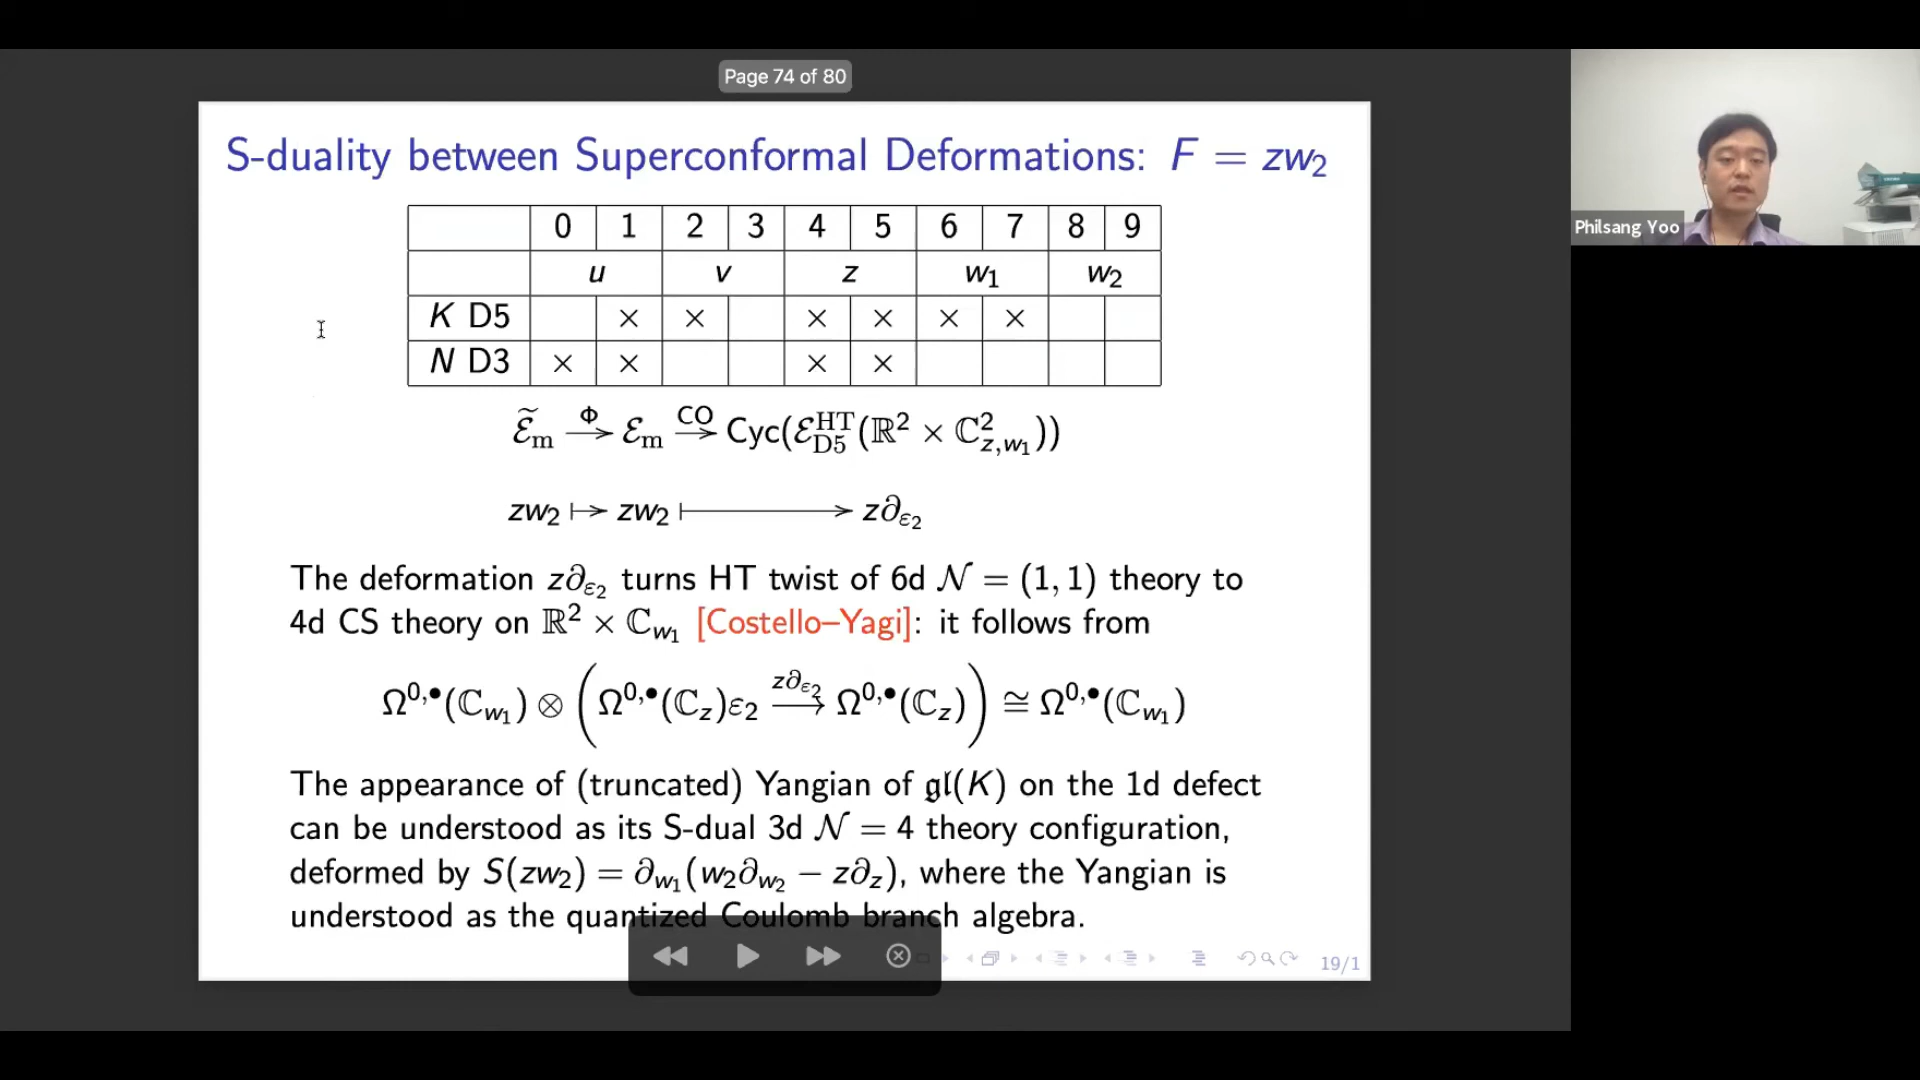 Page 74 of 80
S-duality between Superconformal Deformations: F = zw₂
0 1 2 3 4 5 6 7 8 9
u v z w₁ w₂
K D5 × × × × × ×
N D3 × × × ×
ℰ̃ₘ —Φ→ ℰₘ —CO→ Cyc(ℰ^HT_D5(ℝ² × ℂ²_{z,w₁}))
zw₂ ↦ zw₂ ⟼ z∂_{ε₂}
The deformation z∂_{ε₂} turns HT twist of 6d 𝒩 = (1, 1) theory to
4d CS theory on ℝ² × ℂ_{w₁} [Costello–Yagi]: it follows from
Ω^{0,•}(ℂ_{w₁}) ⊗ (Ω^{0,•}(ℂ_z)ε₂ —z∂_{ε₂}→ Ω^{0,•}(ℂ_z)) ≅ Ω^{0,•}(ℂ_{w₁})
The appearance of (truncated) Yangian of 𝔤𝔩(K) on the 1d defect
can be understood as its S-dual 3d 𝒩 = 4 theory configuration,
deformed by S(zw₂) = ∂_{w₁}(w₂∂_{w₂} − z∂_z), where the Yangian is
understood as the quantized Coulomb branch algebra.
19/1
Philsang Yoo